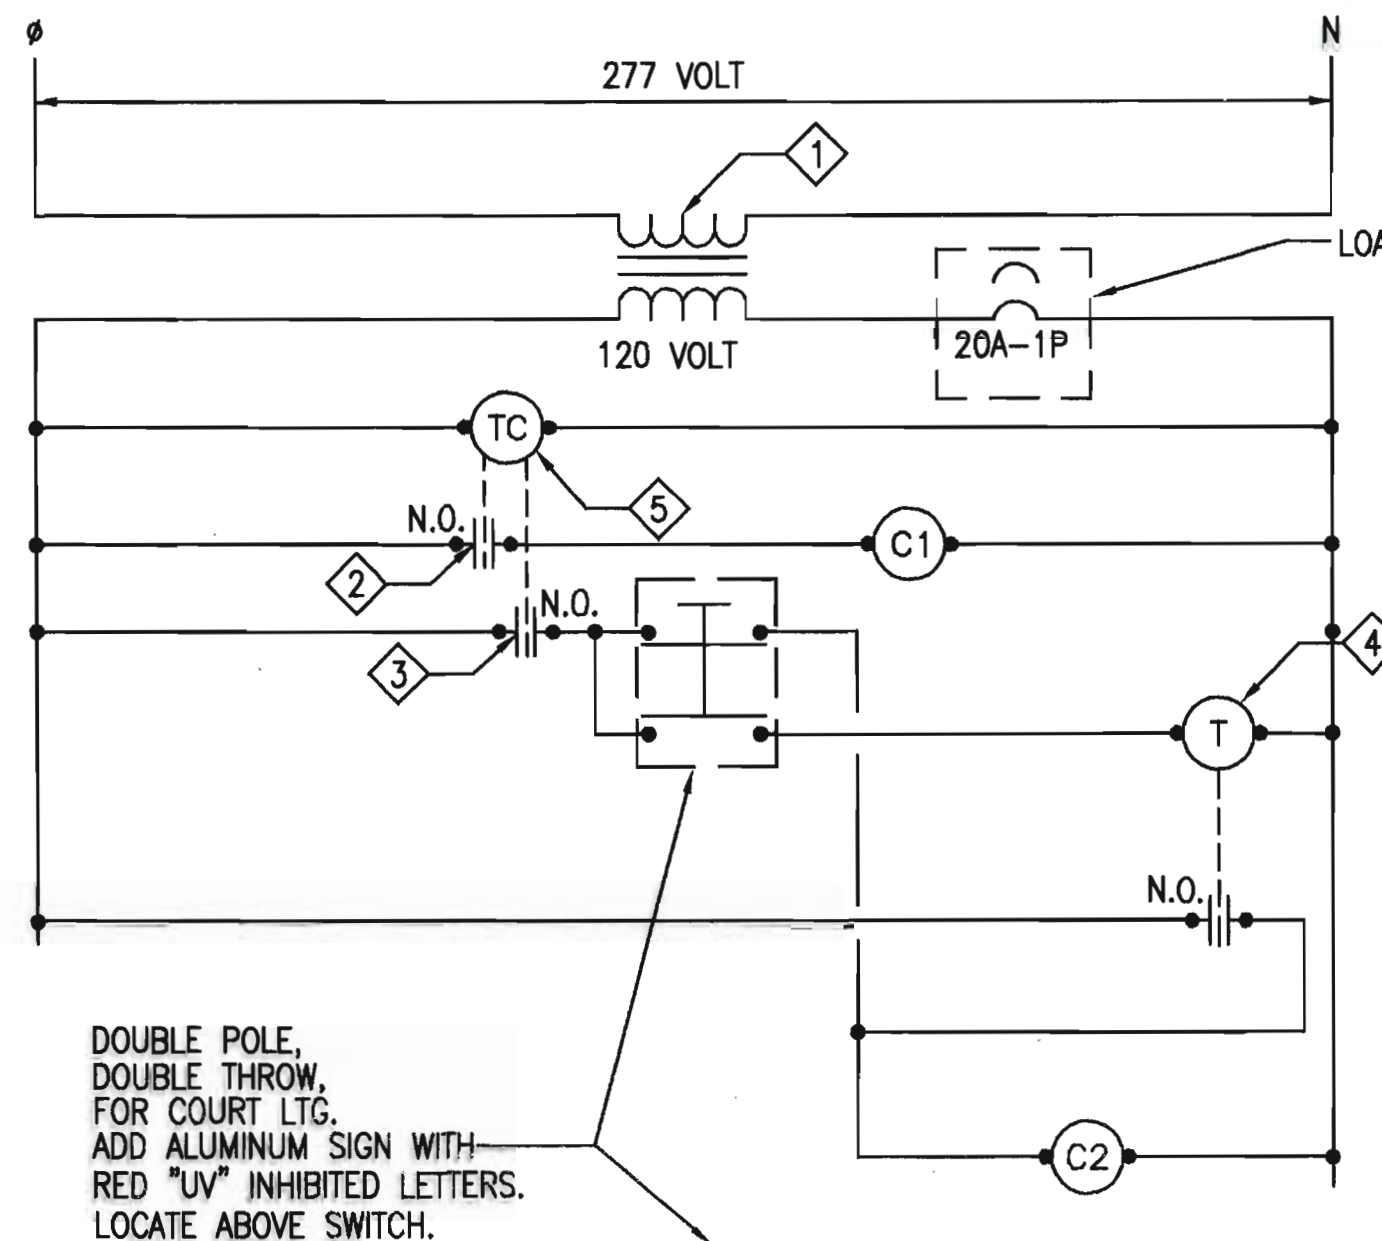 ø
N
277 VOLT
1
LOA
120 VOLT
20A-1P
TC
5
N.O.
C1
2
N.O.
3
4
T
N.O.
DOUBLE POLE,
DOUBLE THROW,
FOR COURT LTG.
ADD ALUMINUM SIGN WITH
RED "UV" INHIBITED LETTERS.
LOCATE ABOVE SWITCH.
C2